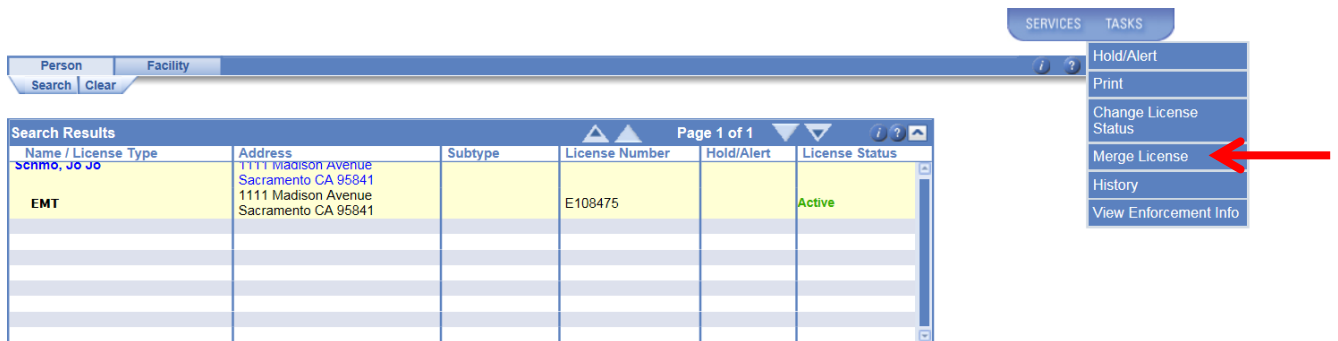 SERVICES TASKS
Person Facility
Hold/Alert
Search Clear
Print
Change License
Status
Merge License
History
View Enforcement Info
Search Results Page 1 of 1
Name / License Type Address Subtype License Number Hold/Alert License Status
Schmo, Jo Jo 1111 Madison Avenue
Sacramento CA 95841
EMT 1111 Madison Avenue E108475 Active
Sacramento CA 95841